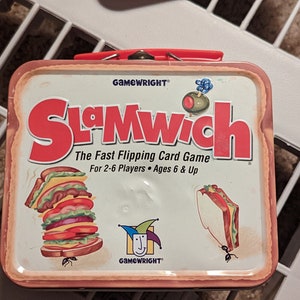 GAMEWRIGHT®
SLAMWICH
The Fast Flipping Card Game
For 2-6 Players • Ages 6 & Up
GAMEWRIGHT®